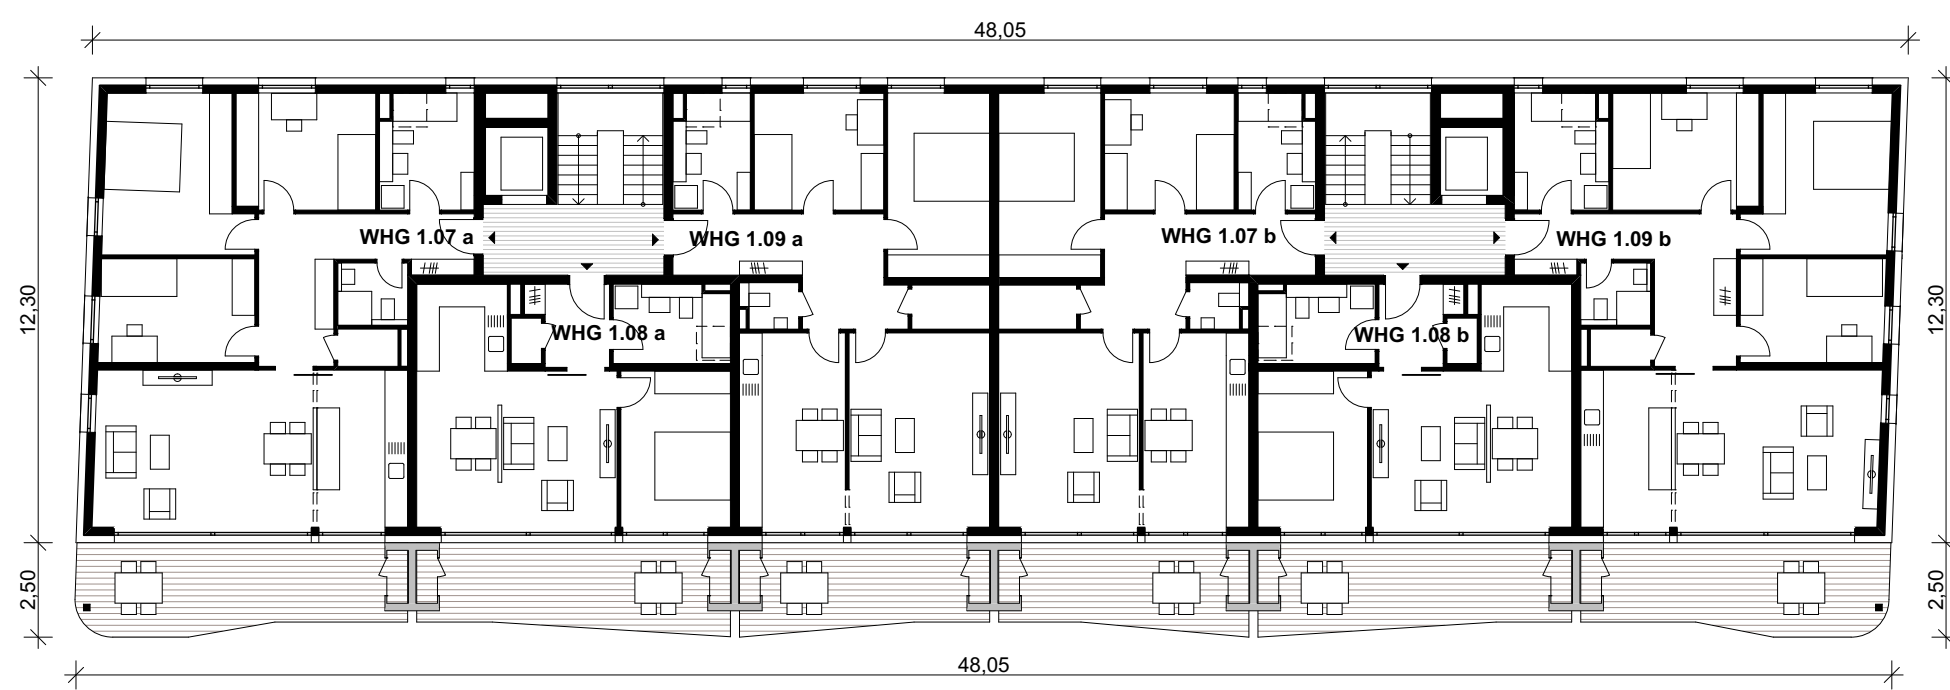 48,05
WHG 1.07 a
WHG 1.09 a
WHG 1.07 b
WHG 1.09 b
12,30
12,30
WHG 1.08 a
WHG 1.08 b
2,50
2,50
48,05